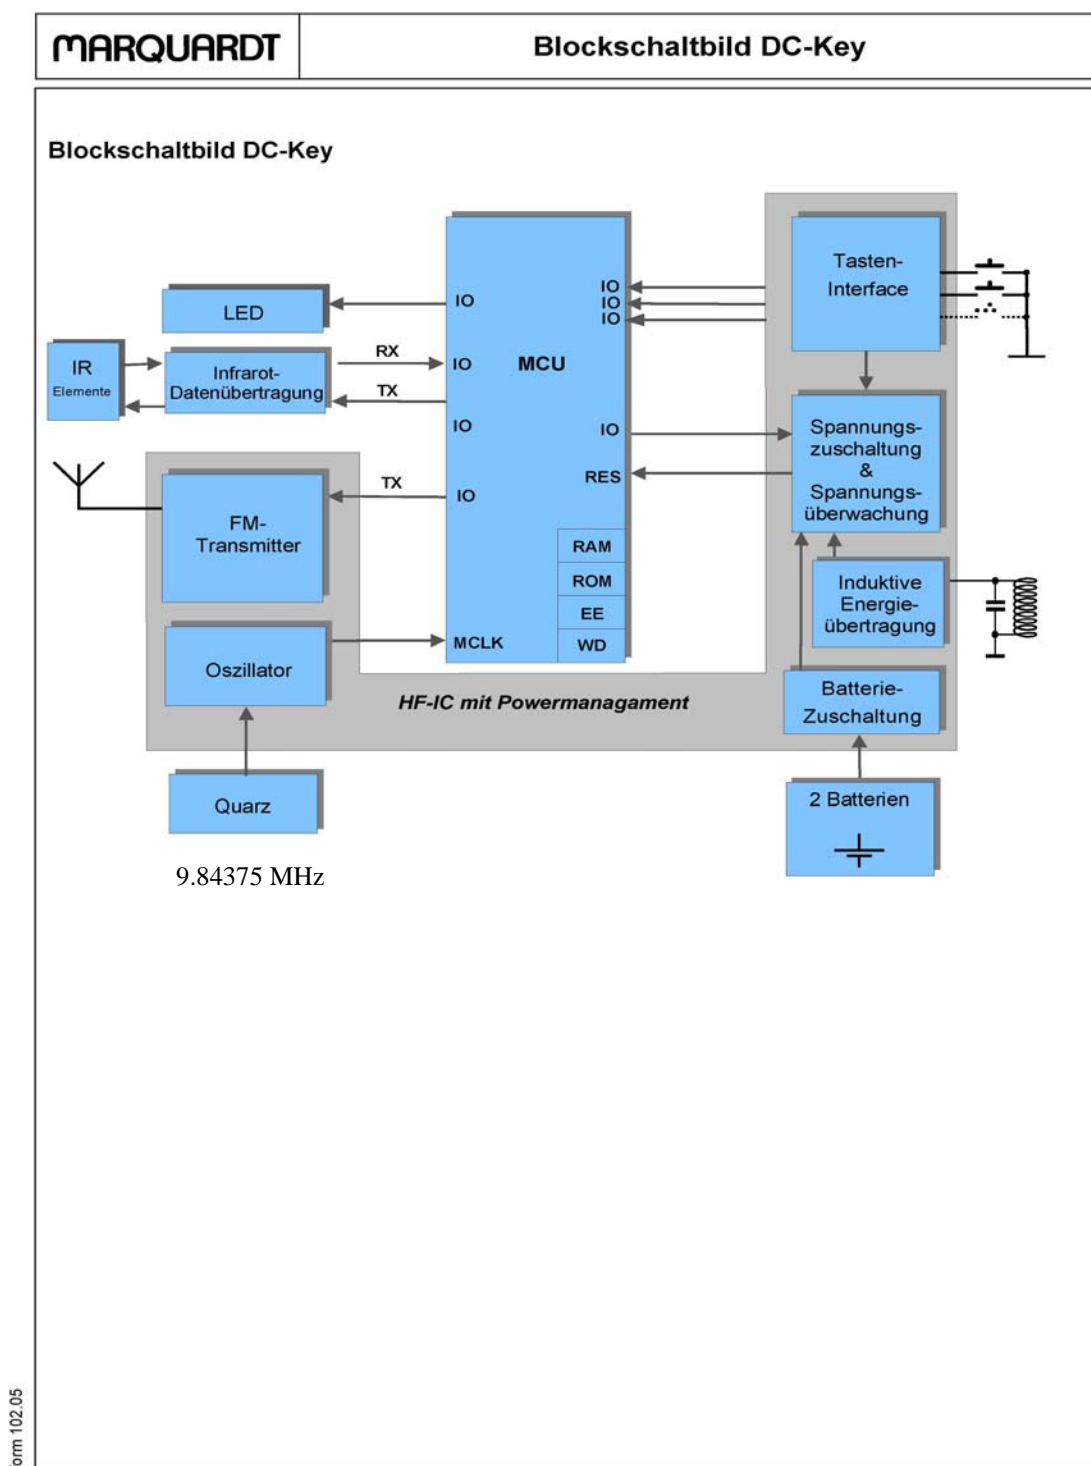 MARQUARDT
Blockschaltbild DC-Key
Blockschaltbild DC-Key
LED
IR
Elemente
Infrarot-
Datenübertragung
RX
TX
FM-
Transmitter
TX
Oszillator
Quarz
9.84375 MHz
IO
IO
IO
IO
MCLK
MCU
IO
IO
IO
IO
RES
RAM
ROM
EE
WD
HF-IC mit Powermanagament
Tasten-
Interface
Spannungs-
zuschaltung
&
Spannungs-
überwachung
Induktive
Energie-
übertragung
Batterie-
Zuschaltung
2 Batterien
orm 102.05